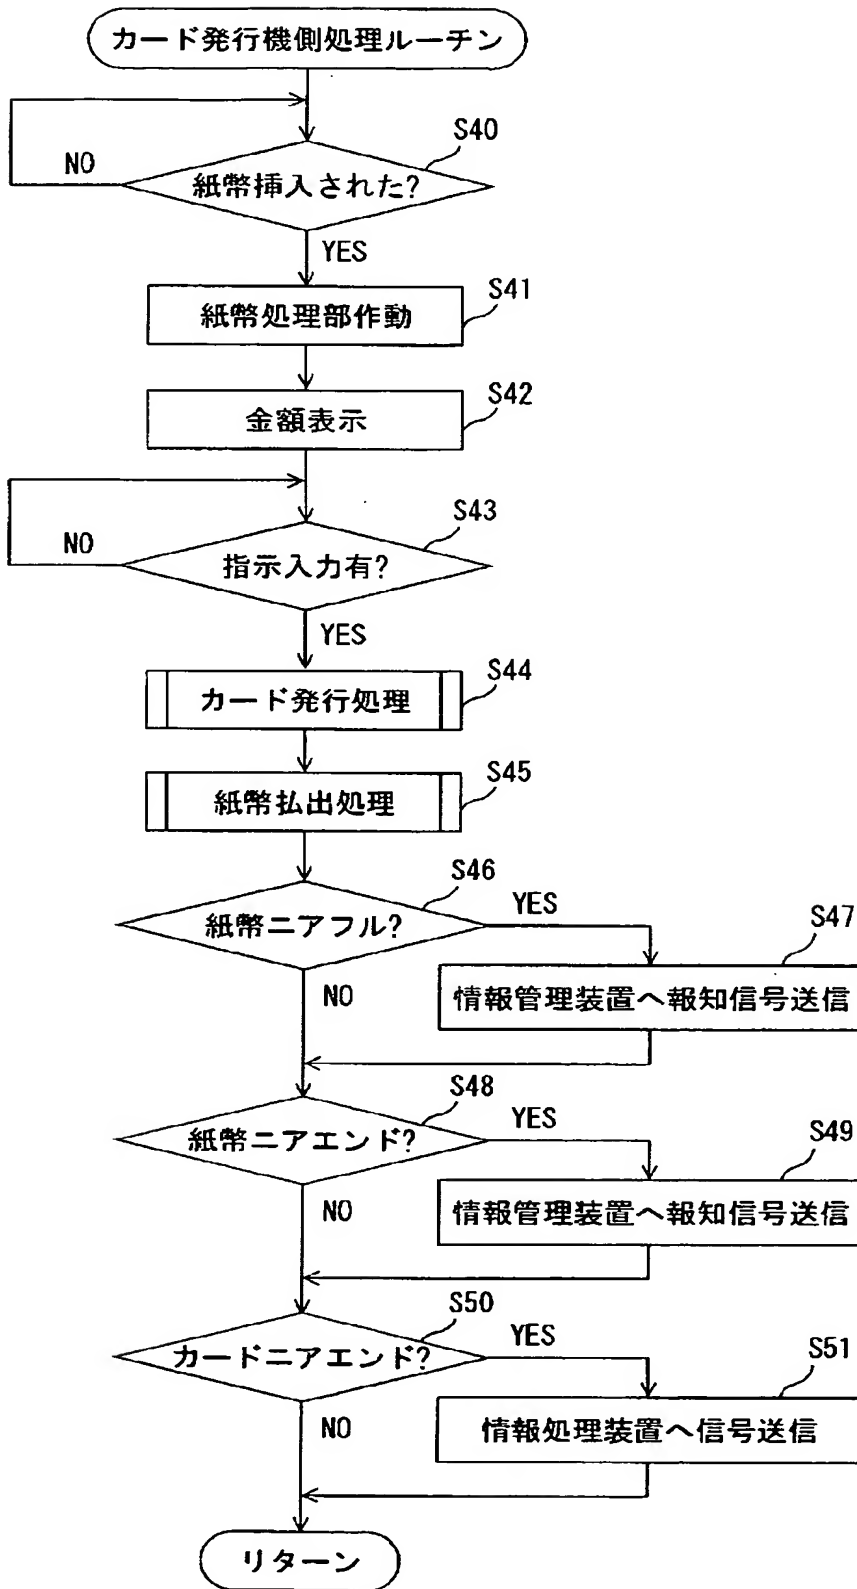 カード発行機側処理ルーチン
S40
NO
紙幣挿入された?
YES
S41
紙幣処理部作動
S42
金額表示
S43
NO
指示入力有?
YES
S44
カード発行処理
S45
紙幣払出処理
S46
紙幣ニアフル?
YES
S47
情報管理装置へ報知信号送信
NO
S48
紙幣ニアエンド?
YES
S49
情報管理装置へ報知信号送信
NO
S50
カードニアエンド?
YES
S51
情報処理装置へ信号送信
NO
リターン